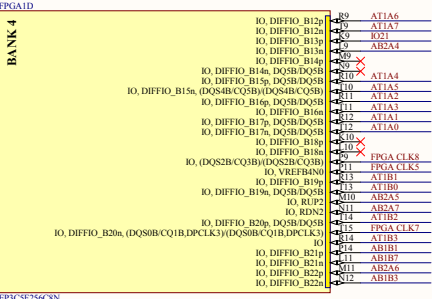 FPGA1D
BANK 4
IO, DIFFIO_B12p R9 AT1A6
IO, DIFFIO_B12n T9 AT1A7
IO, DIFFIO_B13p K9 IO21
IO, DIFFIO_B13n L9 AB2A4
IO, DIFFIO_B14p M9
IO, DIFFIO_B14n, DQ5B/DQ5B N9
IO, DIFFIO_B15p, DQ5B/DQ5B R10 AT1A4
IO, DIFFIO_B15n, (DQS4B/CQ5B)/(DQS4B/CQ5B) T10 AT1A5
IO, DIFFIO_B16p, DQ5B/DQ5B R11 AT1A2
IO, DIFFIO_B16n T11 AT1A3
IO, DIFFIO_B17p, DQ5B/DQ5B R12 AT1A1
IO, DIFFIO_B17n, DQ5B/DQ5B T12 AT1A0
IO, DIFFIO_B18p K10
IO, DIFFIO_B18n L10
IO, (DQS2B/CQ3B)/(DQS2B/CQ3B) P9 FPGA CLK8
IO, VREFB4N0 P11 FPGA CLK5
IO, DIFFIO_B19p R13 AT1B1
IO, DIFFIO_B19n, DQ5B/DQ5B T13 AT1B0
IO, RUP2 M10 AB2A5
IO, RDN2 N11 AB2A7
IO, DIFFIO_B20p, DQ5B/DQ5B T14 AT1B2
IO, DIFFIO_B20n, (DQS0B/CQ1B,DPCLK3)/(DQS0B/CQ1B,DPCLK3) T15 FPGA CLK7
IO R14 AT1B3
IO, DIFFIO_B21p P14 AB1B1
IO, DIFFIO_B21n L11 AB1B7
IO, DIFFIO_B22p M11 AB2A6
IO, DIFFIO_B22n N12 AB1B3
EP3C5F256C8N